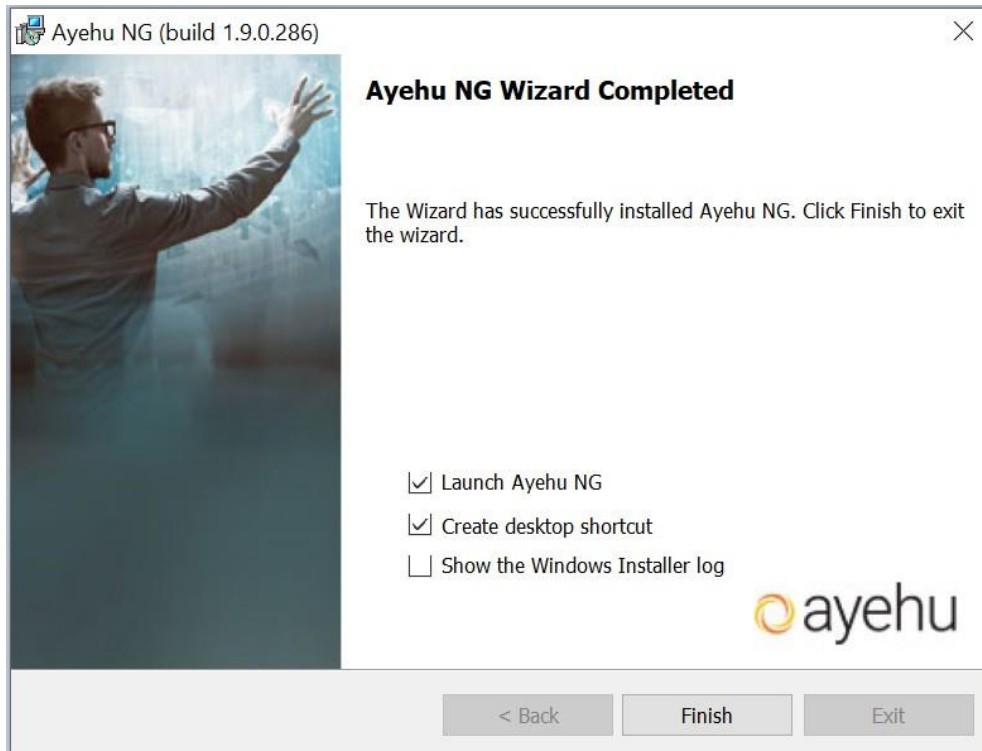 Ayehu NG (build 1.9.0.286)
Ayehu NG Wizard Completed
The Wizard has successfully installed Ayehu NG. Click Finish to exit
the wizard.
Launch Ayehu NG
Create desktop shortcut
Show the Windows Installer log
ayehu
< Back
Finish
Exit